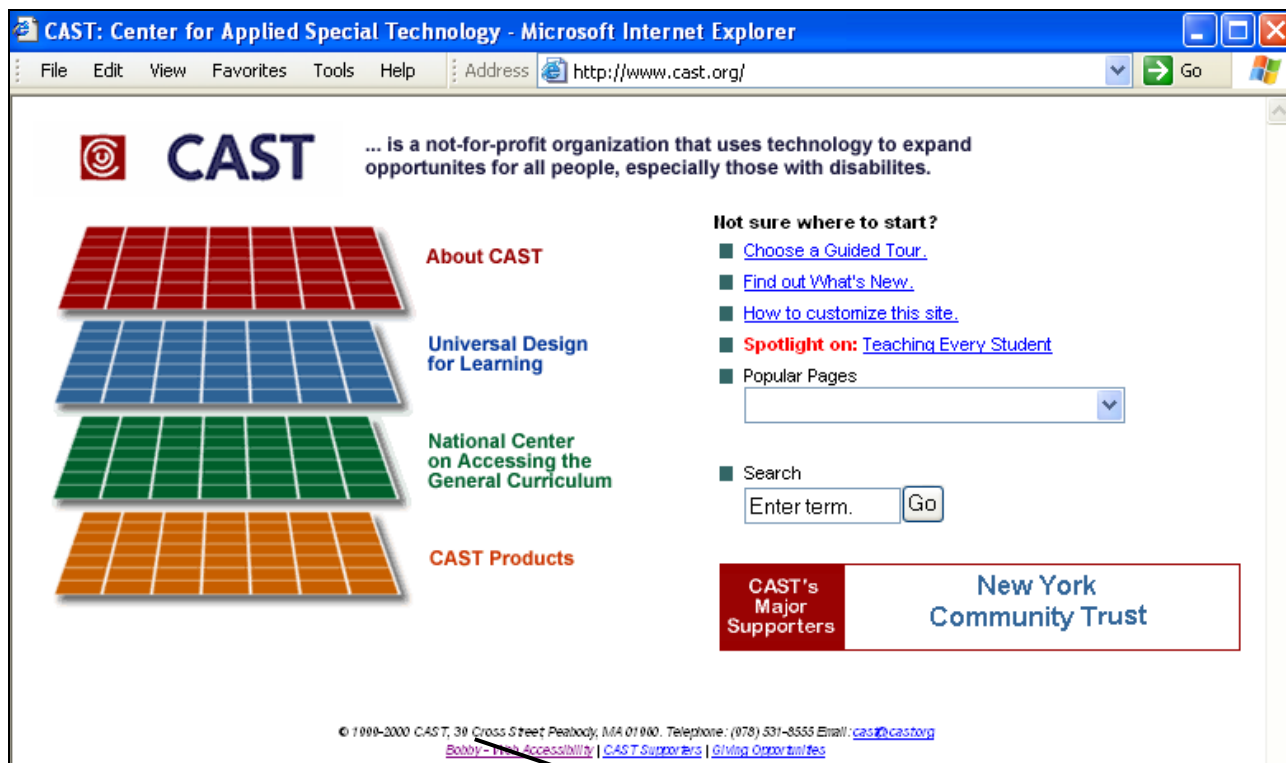 CAST: Center for Applied Special Technology - Microsoft Internet Explorer
File Edit View Favorites Tools Help Address http://www.cast.org/ Go
CAST
... is a not-for-profit organization that uses technology to expand
opportunites for all people, especially those with disabilites.
About CAST
Universal Design
for Learning
National Center
on Accessing the
General Curriculum
CAST Products
Not sure where to start?
Choose a Guided Tour.
Find out What's New.
How to customize this site.
Spotlight on: Teaching Every Student
Popular Pages
Search
Enter term. Go
CAST's
Major
Supporters
New York
Community Trust
© 1999-2000 CAST, 39 Cross Street, Peabody, MA 01960. Telephone: (978) 531-8555 Email: cast@cast.org
Bobby - Web Accessibility | CAST Supporters | Giving Opportunities